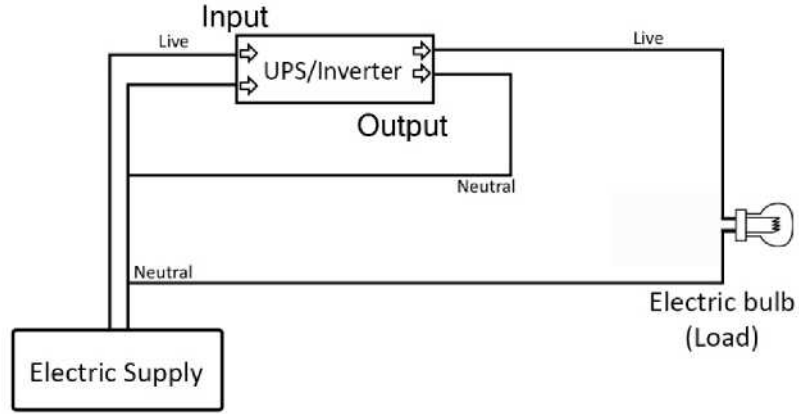 Input
Live
Live
UPS/Inverter
Output
Neutral
Neutral
Electric bulb
(Load)
Electric Supply